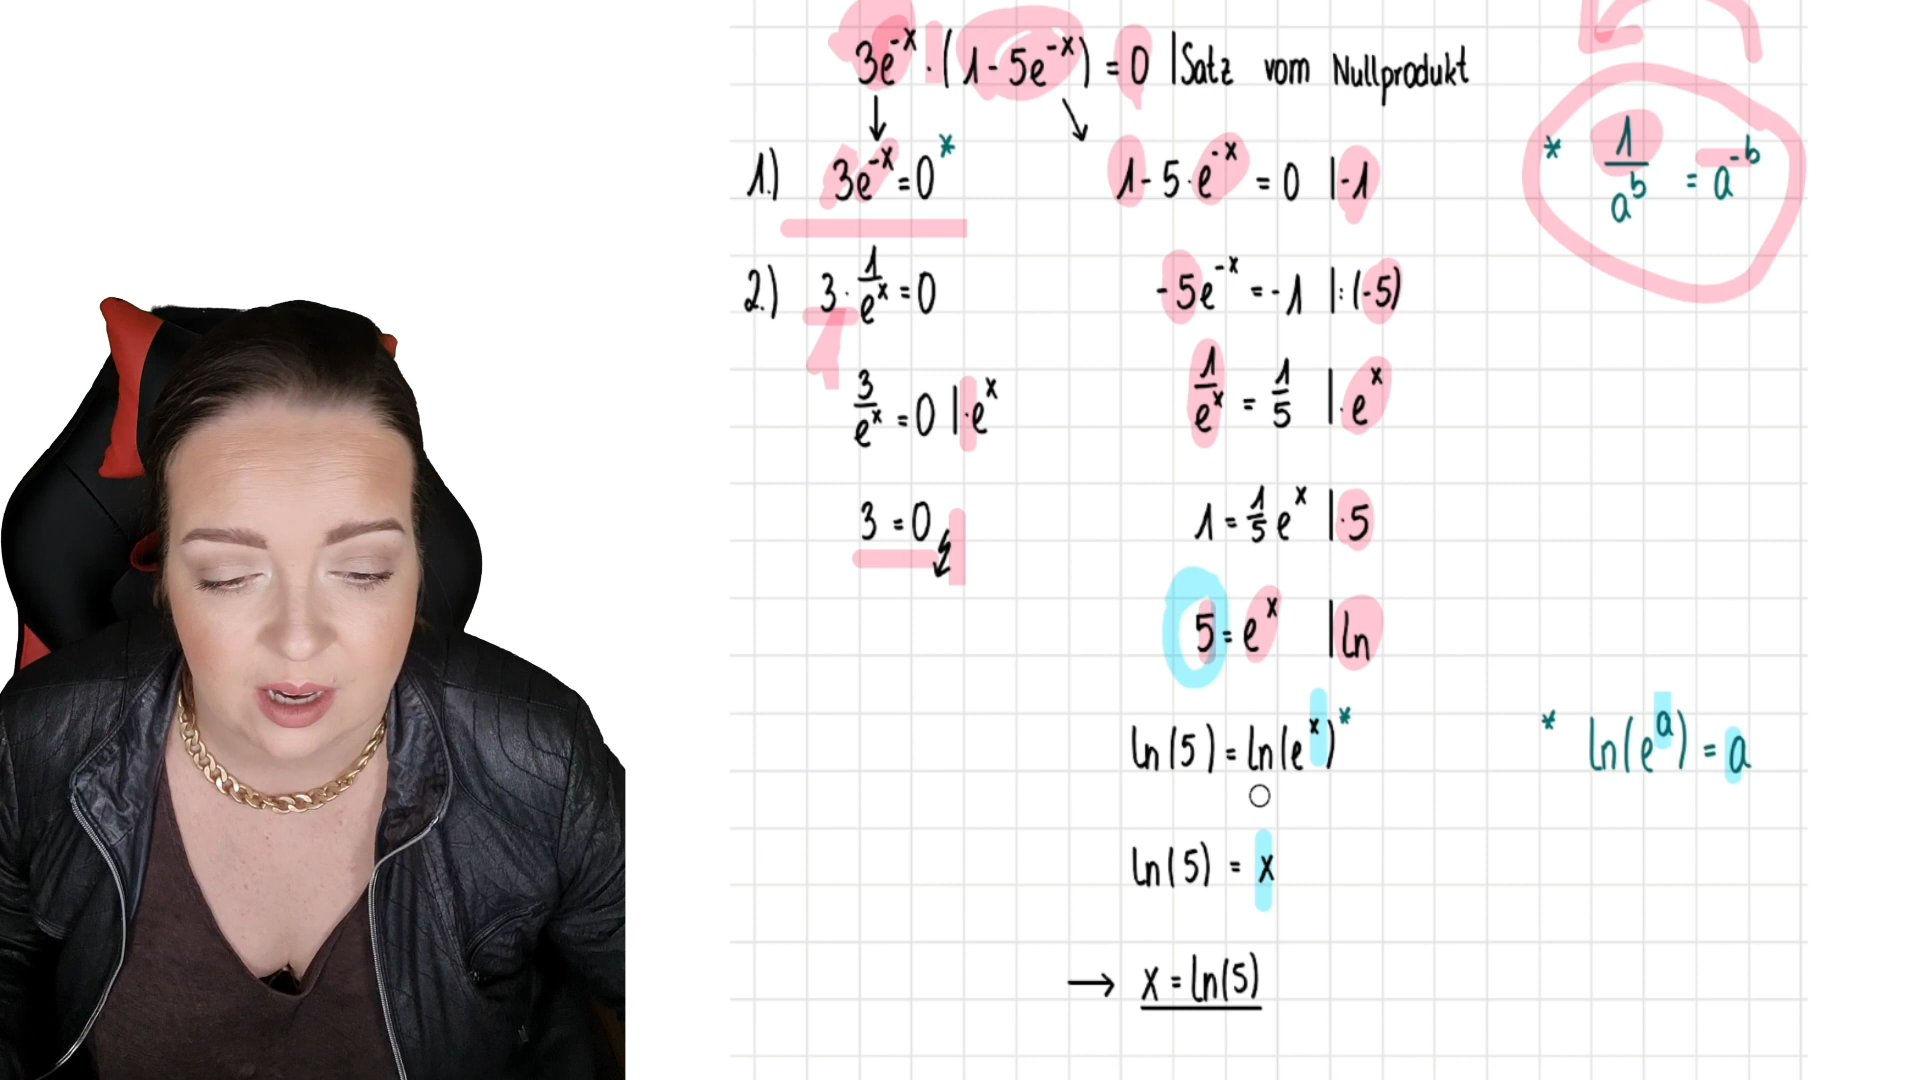 3e^-x · (1 - 5e^-x) = 0 | Satz vom Nullprodukt
1.) 3e^-x = 0 *
1 - 5 · e^-x = 0 | -1
* 1/a^b = a^-b
2.) 3 · 1/e^x = 0
-5e^-x = -1 | : (-5)
3/e^x = 0 | · e^x
1/e^x = 1/5 | · e^x
3 = 0
1 = 1/5 e^x | · 5
5 = e^x | ln
ln(5) = ln(e^x) *
* ln(e^a) = a
ln(5) = x
→ x = ln(5)